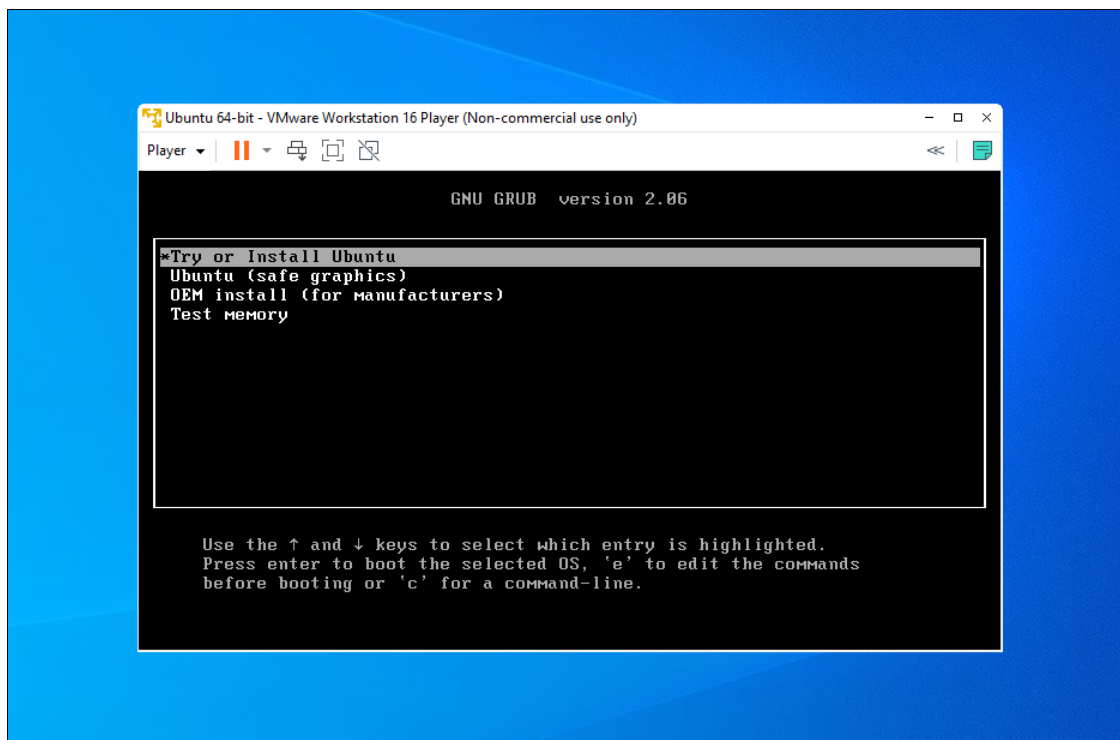 Ubuntu 64-bit - VMware Workstation 16 Player (Non-commercial use only)
Player
GNU GRUB version 2.06
*Try or Install Ubuntu
Ubuntu (safe graphics)
OEM install (for manufacturers)
Test memory
Use the ↑ and ↓ keys to select which entry is highlighted.
Press enter to boot the selected OS, 'e' to edit the commands
before booting or 'c' for a command-line.